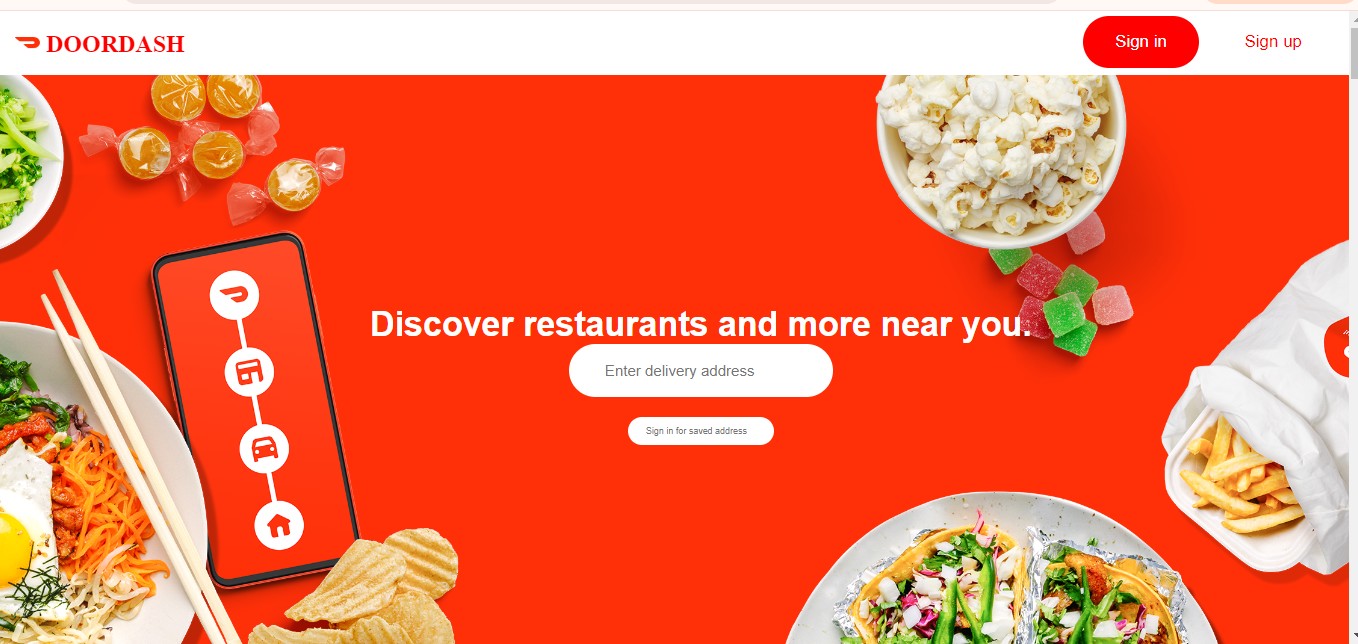 DOORDASH
Sign in
Sign up
Discover restaurants and more near you.
Enter delivery address
Sign in for saved address